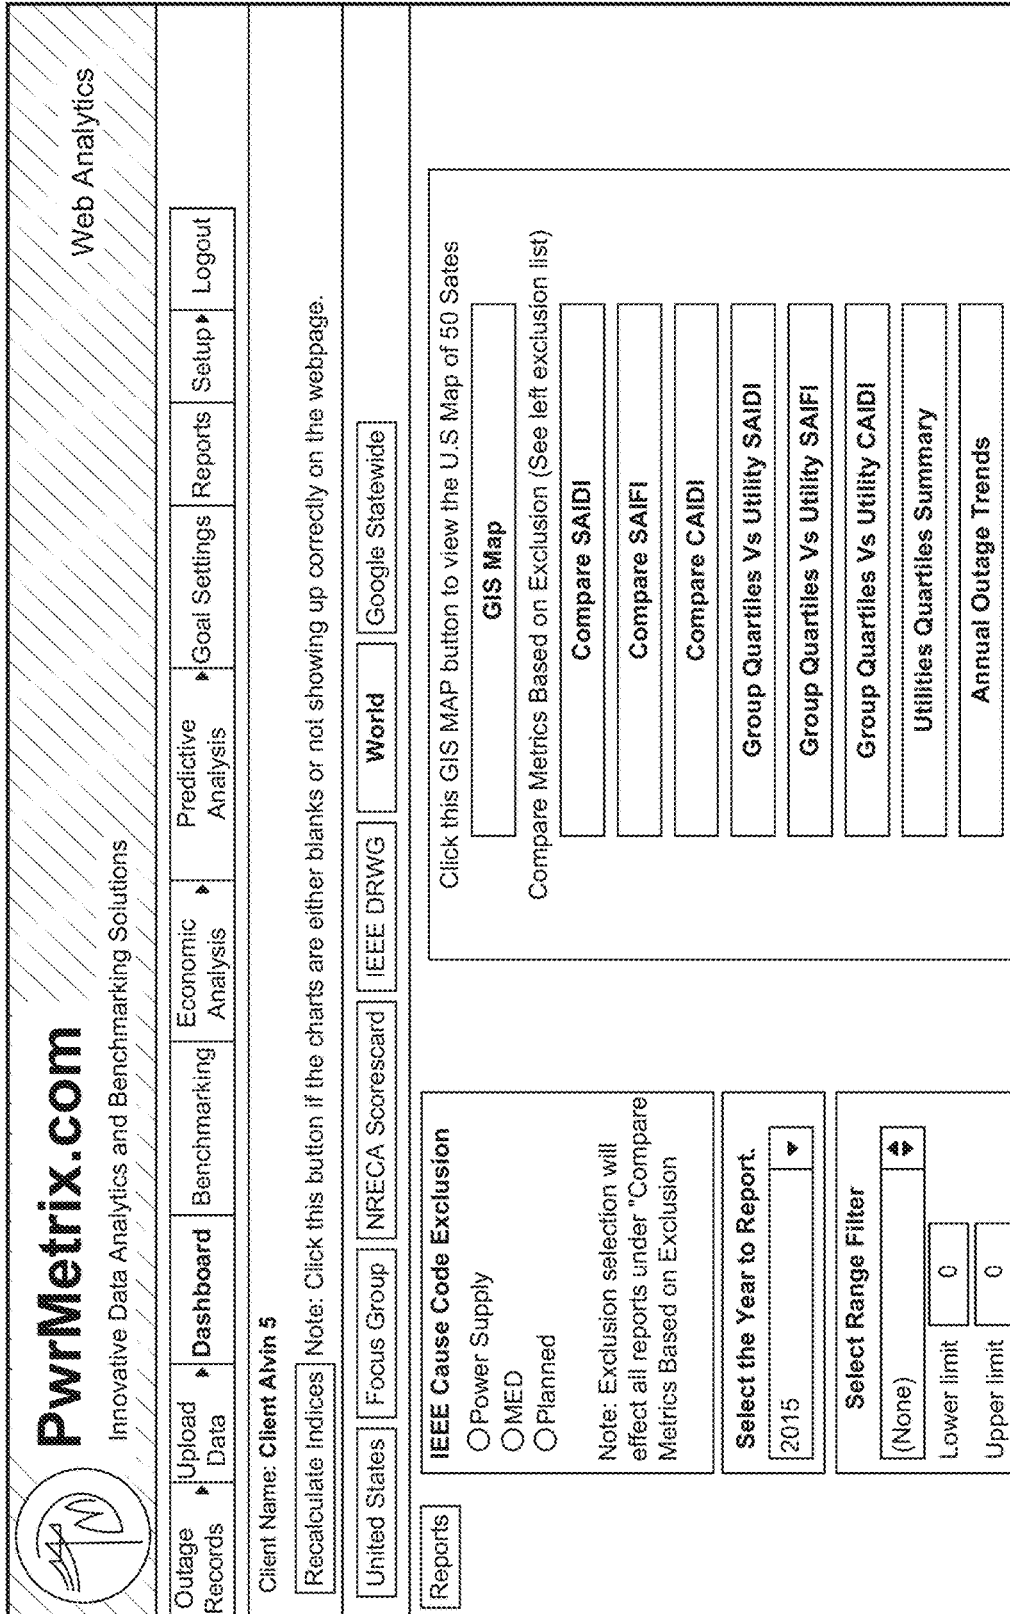 PwrMetrix.com
Web Analytics
Innovative Data Analytics and Benchmarking Solutions
Outage Records
Upload Data
Dashboard
Benchmarking
Economic Analysis
Predictive Analysis
Goal Settings
Reports
Setup
Logout
Client Name: Client Alvin 5
Recalculate Indices Note: Click this button if the charts are either blanks or not showing up correctly on the webpage.
United States
Focus Group
NRECA Scorescard
IEEE DRWG
World
Google Statewide
Reports
IEEE Cause Code Exclusion
Power Supply
MED
Planned
Note: Exclusion selection will
effect all reports under "Compare
Metrics Based on Exclusion
Select the Year to Report.
2015
Select Range Filter
(None)
Lower limit 0
Upper limit 0
Click this GIS MAP button to view the U.S Map of 50 Sates
GIS Map
Compare Metrics Based on Exclusion (See left exclusion list)
Compare SAIDI
Compare SAIFI
Compare CAIDI
Group Quartiles Vs Utility SAIDI
Group Quartiles Vs Utility SAIFI
Group Quartiles Vs Utility CAIDI
Utilities Quartiles Summary
Annual Outage Trends